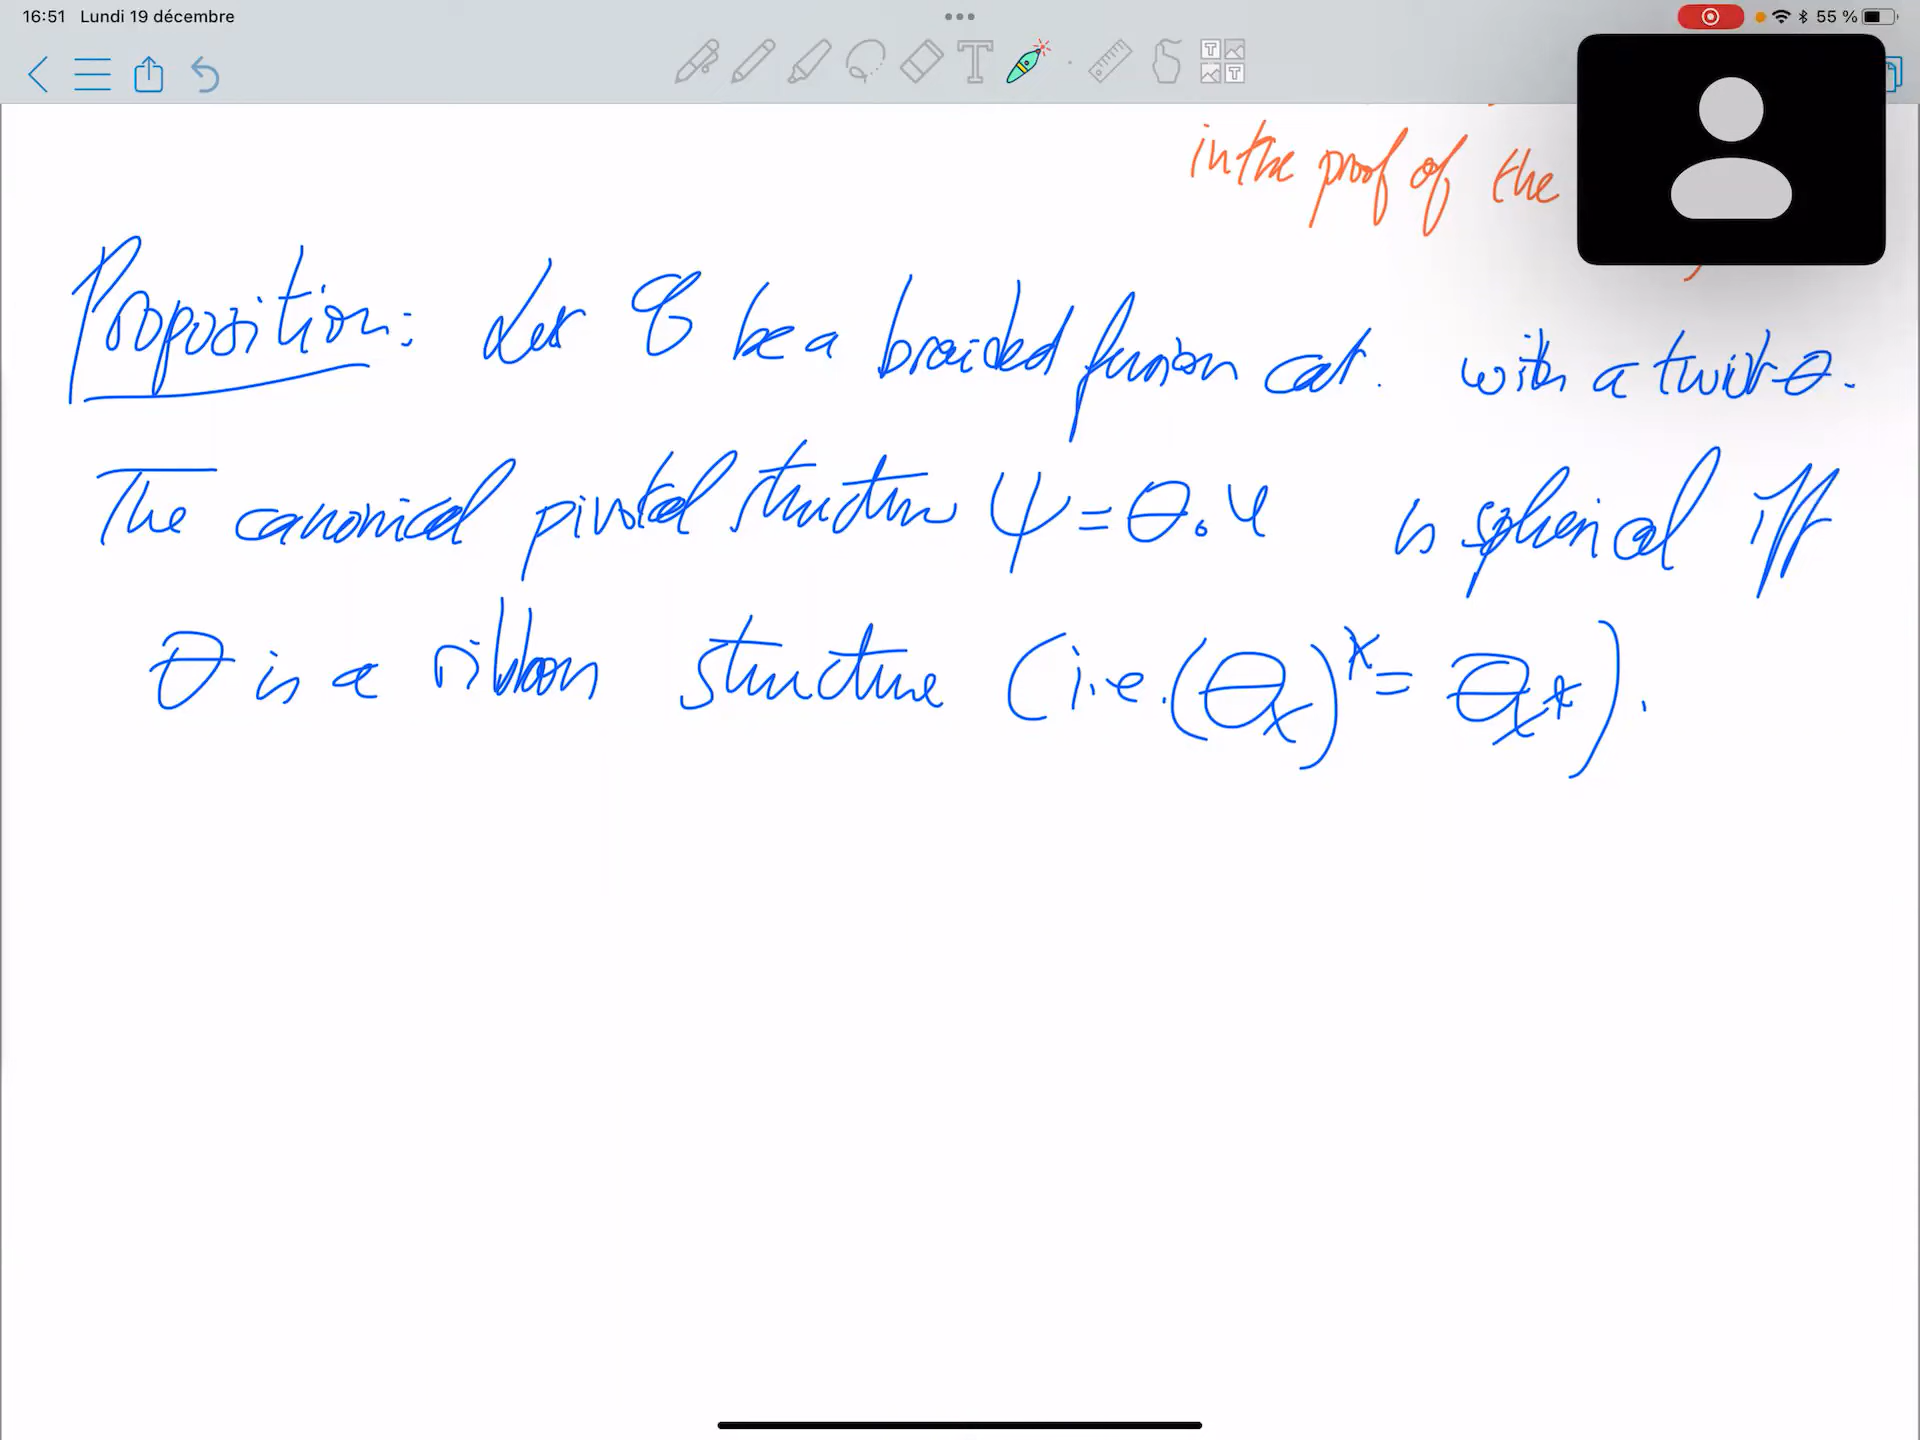 16:51 Lundi 19 décembre
55 %
in the proof of the
Proposition: Let 𝒞 be a braided fusion cat. with a twist θ.
The canonical pivotal structure ψ = θ∘φ is spherical iff
θ is a ribbon structure (i.e. (θ_X)^* = θ_{X^*}).